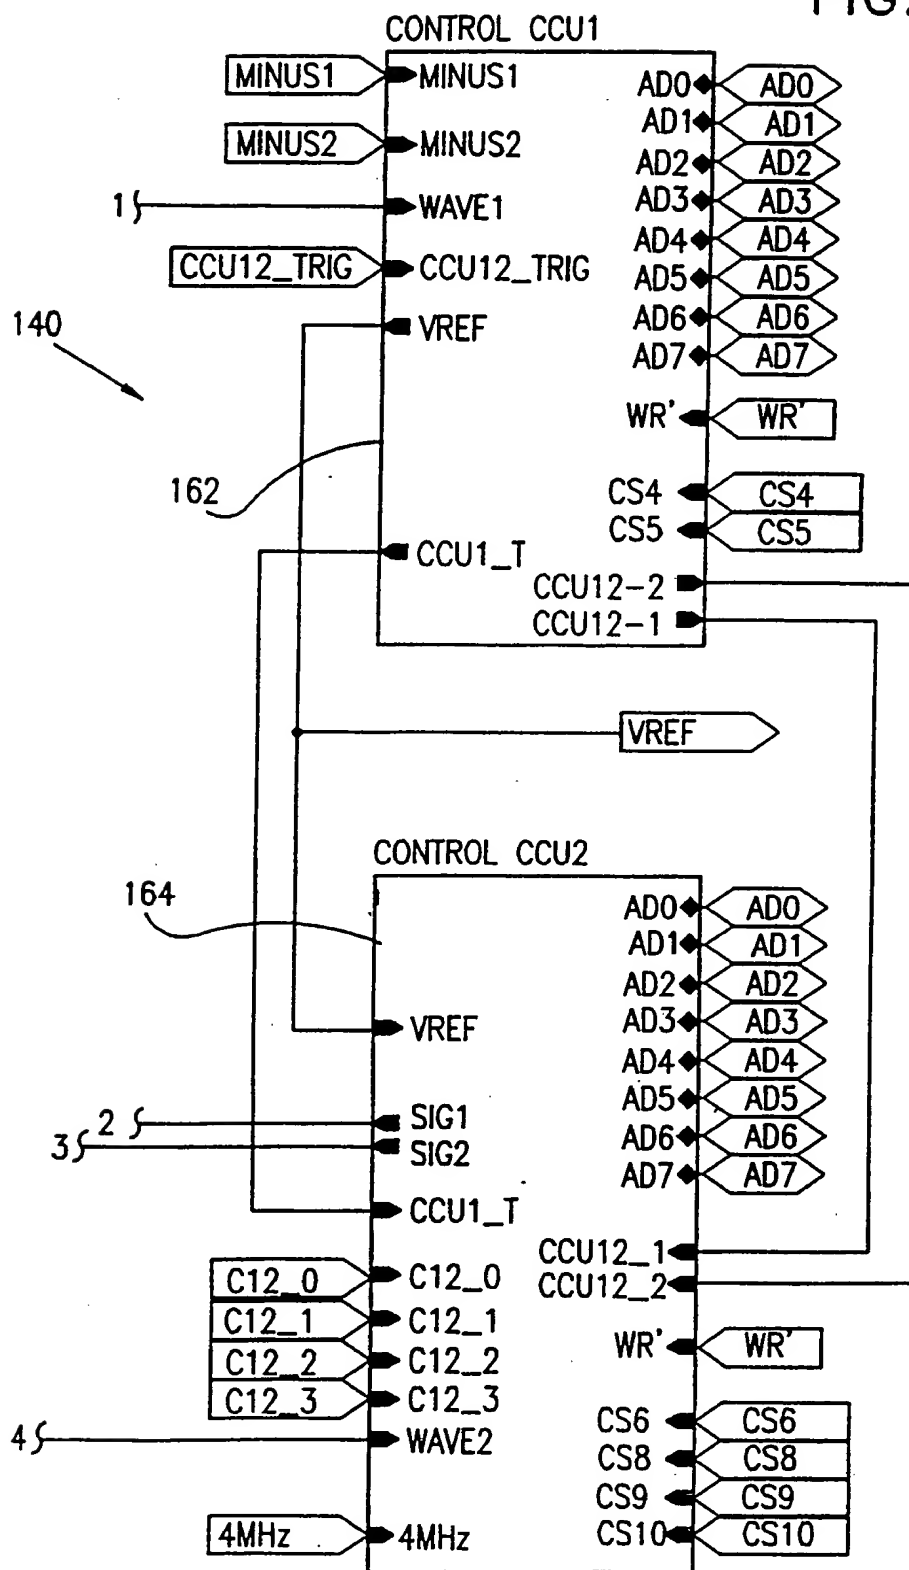 FIG.
CONTROL CCU1
MINUS1 MINUS1 AD0 AD0
AD1 AD1
MINUS2 MINUS2 AD2 AD2
1 WAVE1 AD3 AD3
AD4 AD4
CCU12_TRIG CCU12_TRIG AD5 AD5
140 VREF AD6 AD6
AD7 AD7
WR' WR'
162 CS4 CS4
CS5 CS5
CCU1_T
CCU12-2
CCU12-1
VREF
CONTROL CCU2
164 AD0 AD0
AD1 AD1
AD2 AD2
VREF AD3 AD3
AD4 AD4
2 SIG1 AD5 AD5
3 SIG2 AD6 AD6
AD7 AD7
CCU1_T
CCU12_1
C12_0 C12_0 CCU12_2
C12_1 C12_1
C12_2 C12_2 WR' WR'
C12_3 C12_3
4 WAVE2 CS6 CS6
CS8 CS8
CS9 CS9
4MHz 4MHz CS10 CS10